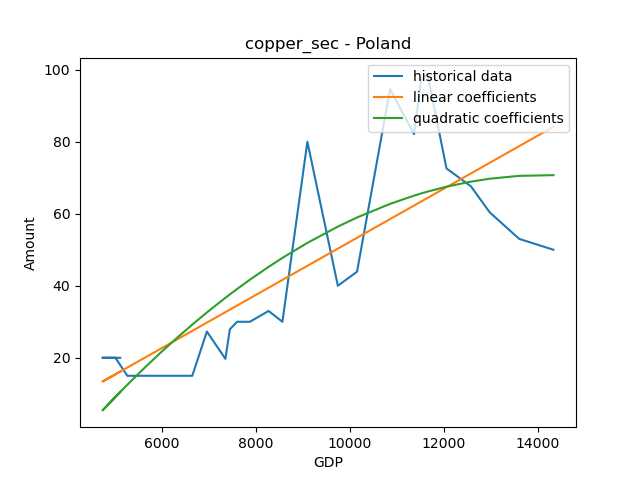 copper_sec - Poland
historical data
linear coefficients
quadratic coefficients
100
80
60
40
20
Amount
6000 8000 10000 12000 14000
GDP